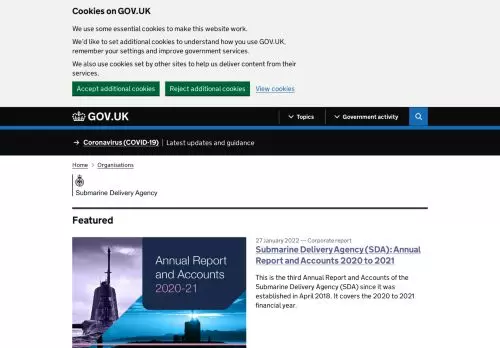 Cookies on GOV.UK
We use some essential cookies to make this website work.
We'd like to set additional cookies to understand how you use GOV.UK,
remember your settings and improve government services.
We also use cookies set by other sites to help us deliver content from their
services.
Accept additional cookies Reject additional cookies View cookies
GOV.UK Topics Government activity
→ Coronavirus (COVID-19) Latest updates and guidance
Home Organisations
Submarine Delivery Agency
Featured
27 January 2022 — Corporate report
Submarine Delivery Agency (SDA): Annual
Report and Accounts 2020 to 2021
This is the third Annual Report and Accounts of the
Submarine Delivery Agency (SDA) since it was
established in April 2018. It covers the 2020 to 2021
financial year.
Annual Report
and Accounts
2020-21